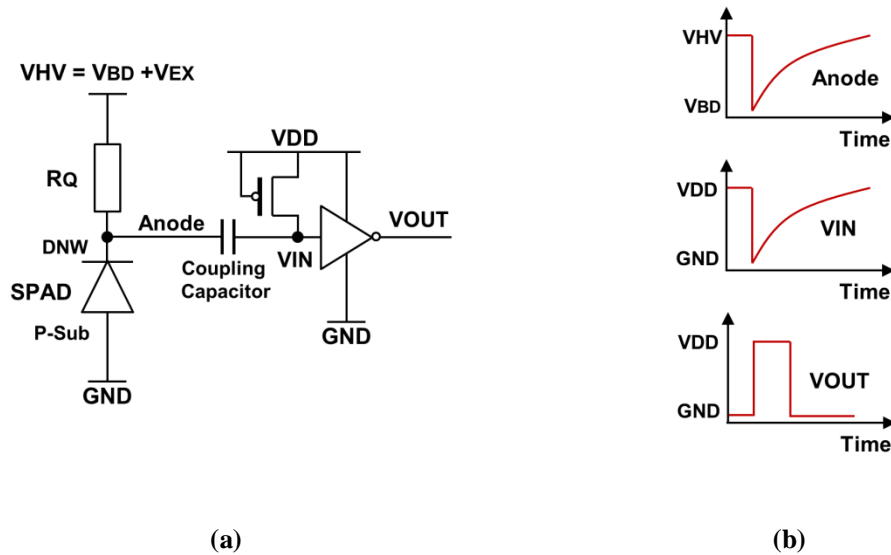 VHV = VBD +VEX
RQ
DNW
Anode
SPAD
P-Sub
GND
Coupling
Capacitor
VDD
VIN
VOUT
GND
(a)
VHV
VBD
Anode
Time
VDD
GND
VIN
Time
VDD
GND
VOUT
Time
(b)